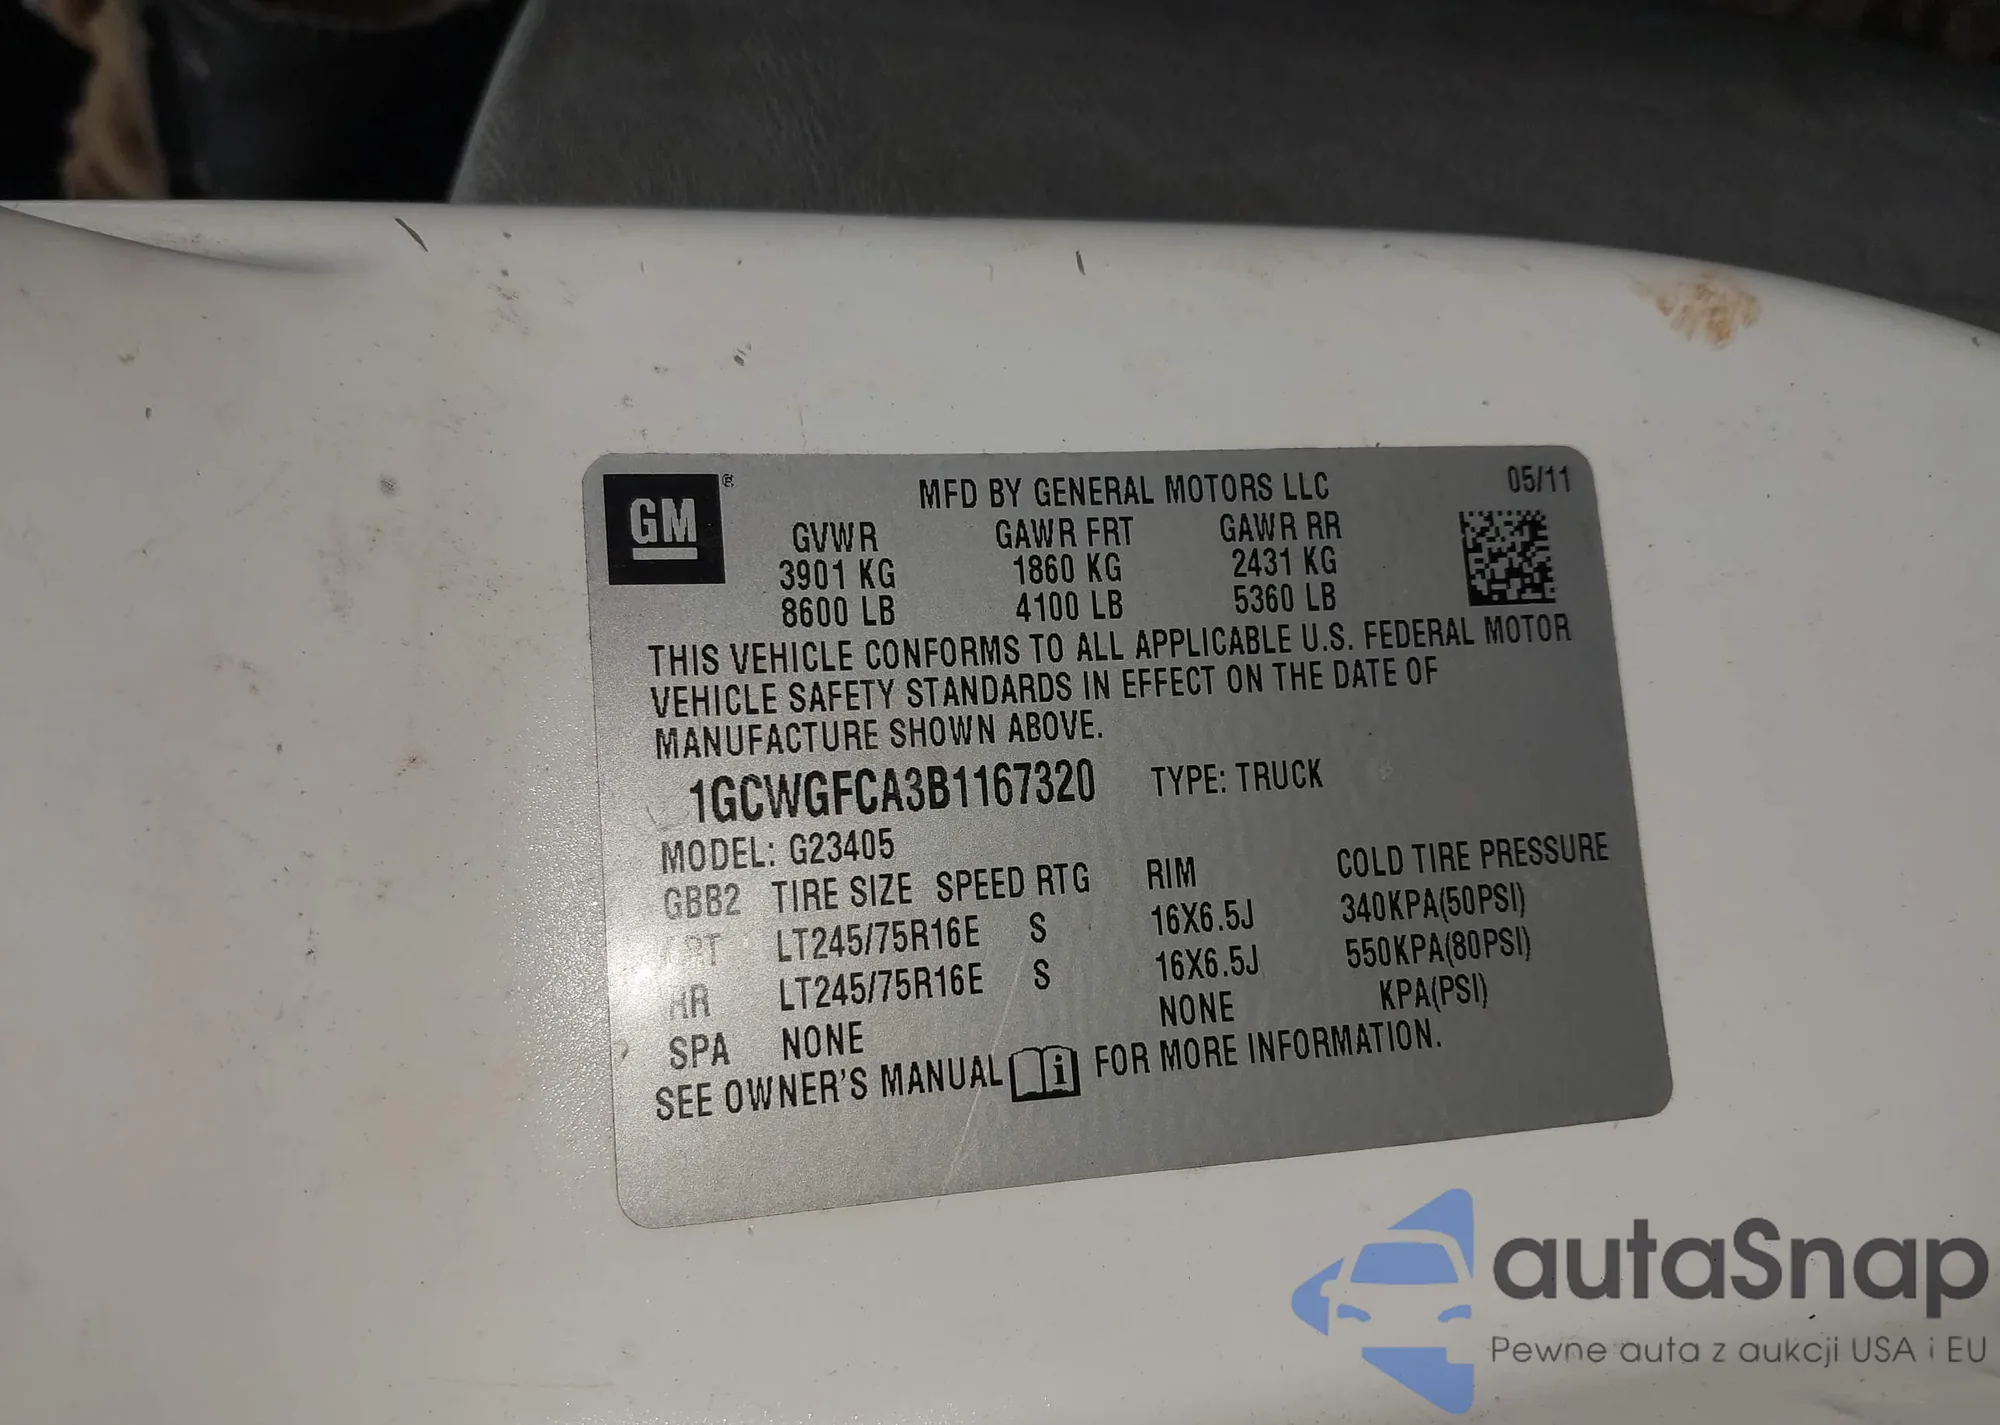 GM ®
MFD BY GENERAL MOTORS LLC 05/11
GVWR GAWR FRT GAWR RR
3901 KG 1860 KG 2431 KG
8600 LB 4100 LB 5360 LB
THIS VEHICLE CONFORMS TO ALL APPLICABLE U.S. FEDERAL MOTOR
VEHICLE SAFETY STANDARDS IN EFFECT ON THE DATE OF
MANUFACTURE SHOWN ABOVE.
1GCWGFCA3B1167320 TYPE: TRUCK
MODEL: G23405
GBB2 TIRE SIZE SPEED RTG RIM COLD TIRE PRESSURE
LT245/75R16E S 16X6.5J 340KPA(50PSI)
RR LT245/75R16E S 16X6.5J 550KPA(80PSI)
SPA NONE NONE KPA(PSI)
SEE OWNER'S MANUAL i FOR MORE INFORMATION.
autaSnap
Pewne auta z aukcji USA i EU